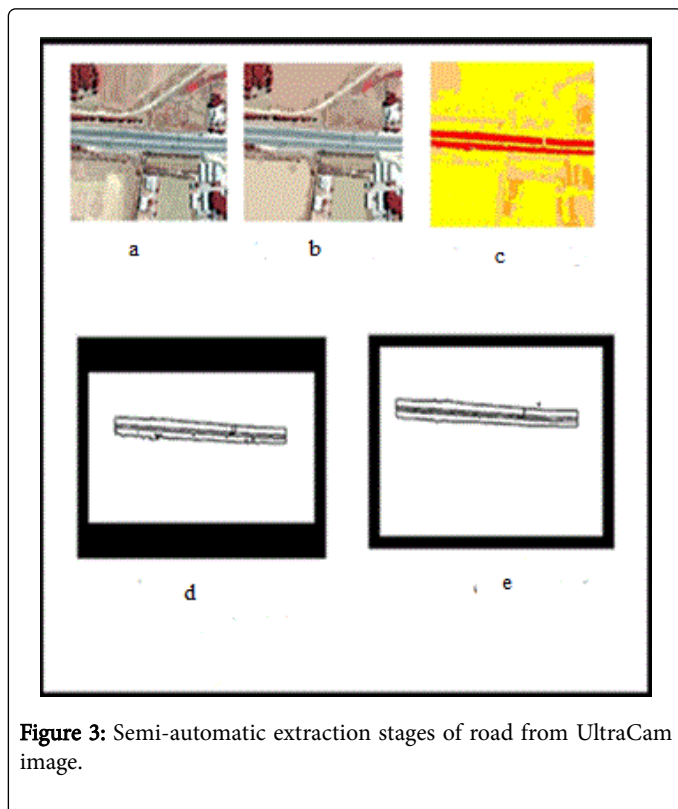 a b c
d e
Figure 3: Semi-automatic extraction stages of road from UltraCam
image.